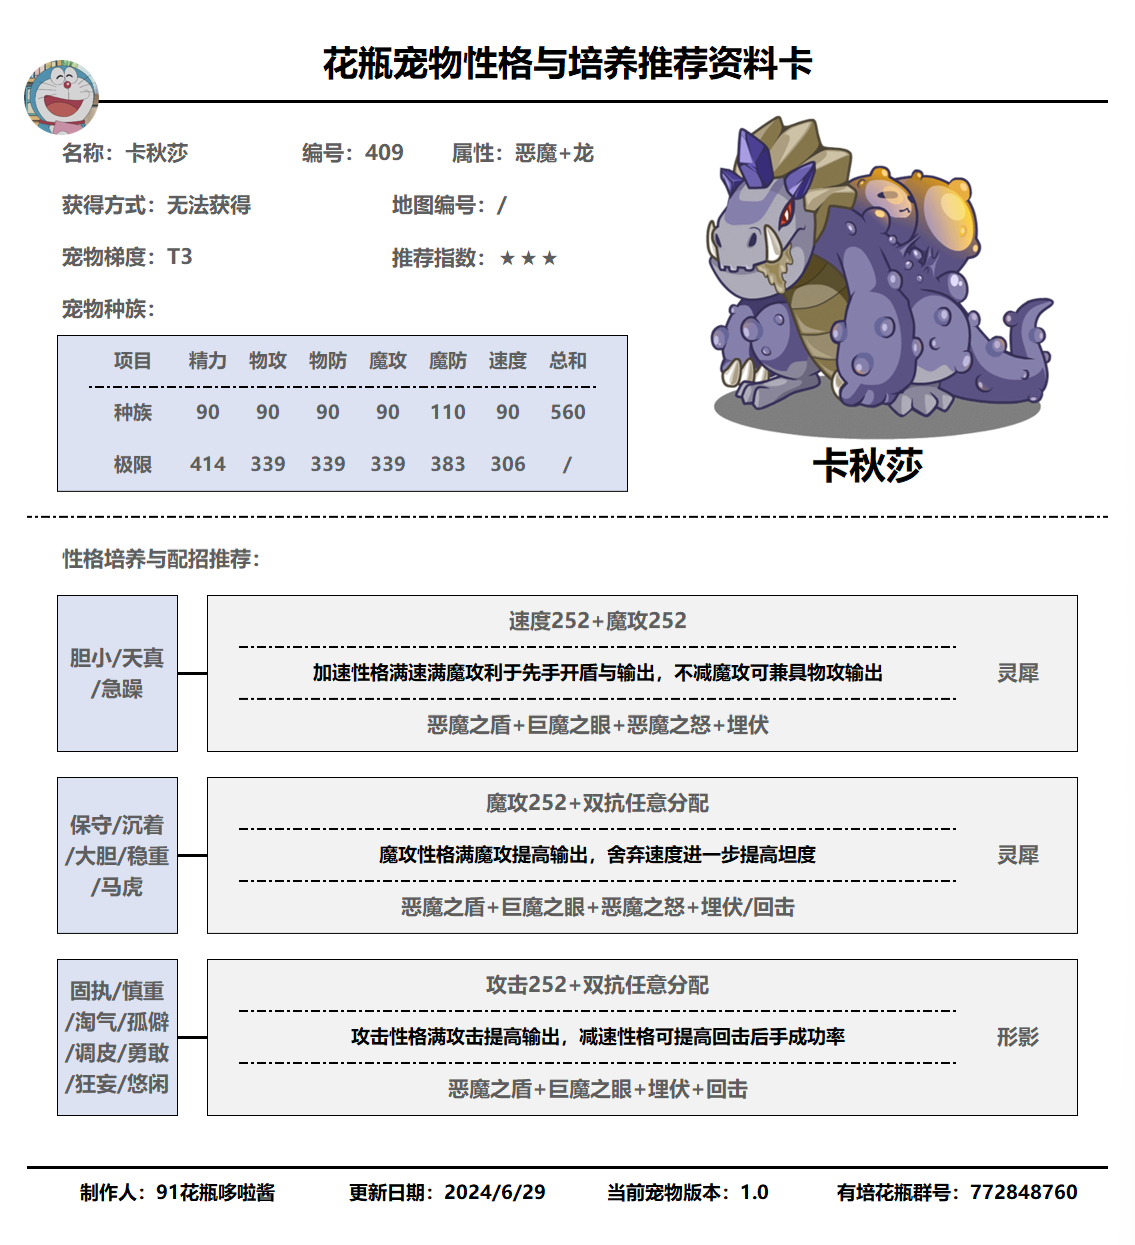 花瓶宠物性格与培养推荐资料卡
名称：卡秋莎 编号：409 属性：恶魔+龙
获得方式：无法获得 地图编号：/
宠物梯度：T3 推荐指数：★★★
宠物种族：
项目 精力 物攻 物防 魔攻 魔防 速度 总和
种族 90 90 90 90 110 90 560
极限 414 339 339 339 383 306 /
卡秋莎
性格培养与配招推荐：
胆小/天真
/急躁
速度252+魔攻252
加速性格满速满魔攻利于先手开盾与输出，不减魔攻可兼具物攻输出
恶魔之盾+巨魔之眼+恶魔之怒+埋伏
灵犀
保守/沉着
/大胆/稳重
/马虎
魔攻252+双抗任意分配
魔攻性格满魔攻提高输出，舍弃速度进一步提高坦度
恶魔之盾+巨魔之眼+恶魔之怒+埋伏/回击
灵犀
固执/慎重
/淘气/孤僻
/调皮/勇敢
/狂妄/悠闲
攻击252+双抗任意分配
攻击性格满攻击提高输出，减速性格可提高回击后手成功率
恶魔之盾+巨魔之眼+埋伏+回击
形影
制作人：91花瓶哆啦酱 更新日期：2024/6/29 当前宠物版本：1.0 有培花瓶群号：772848760